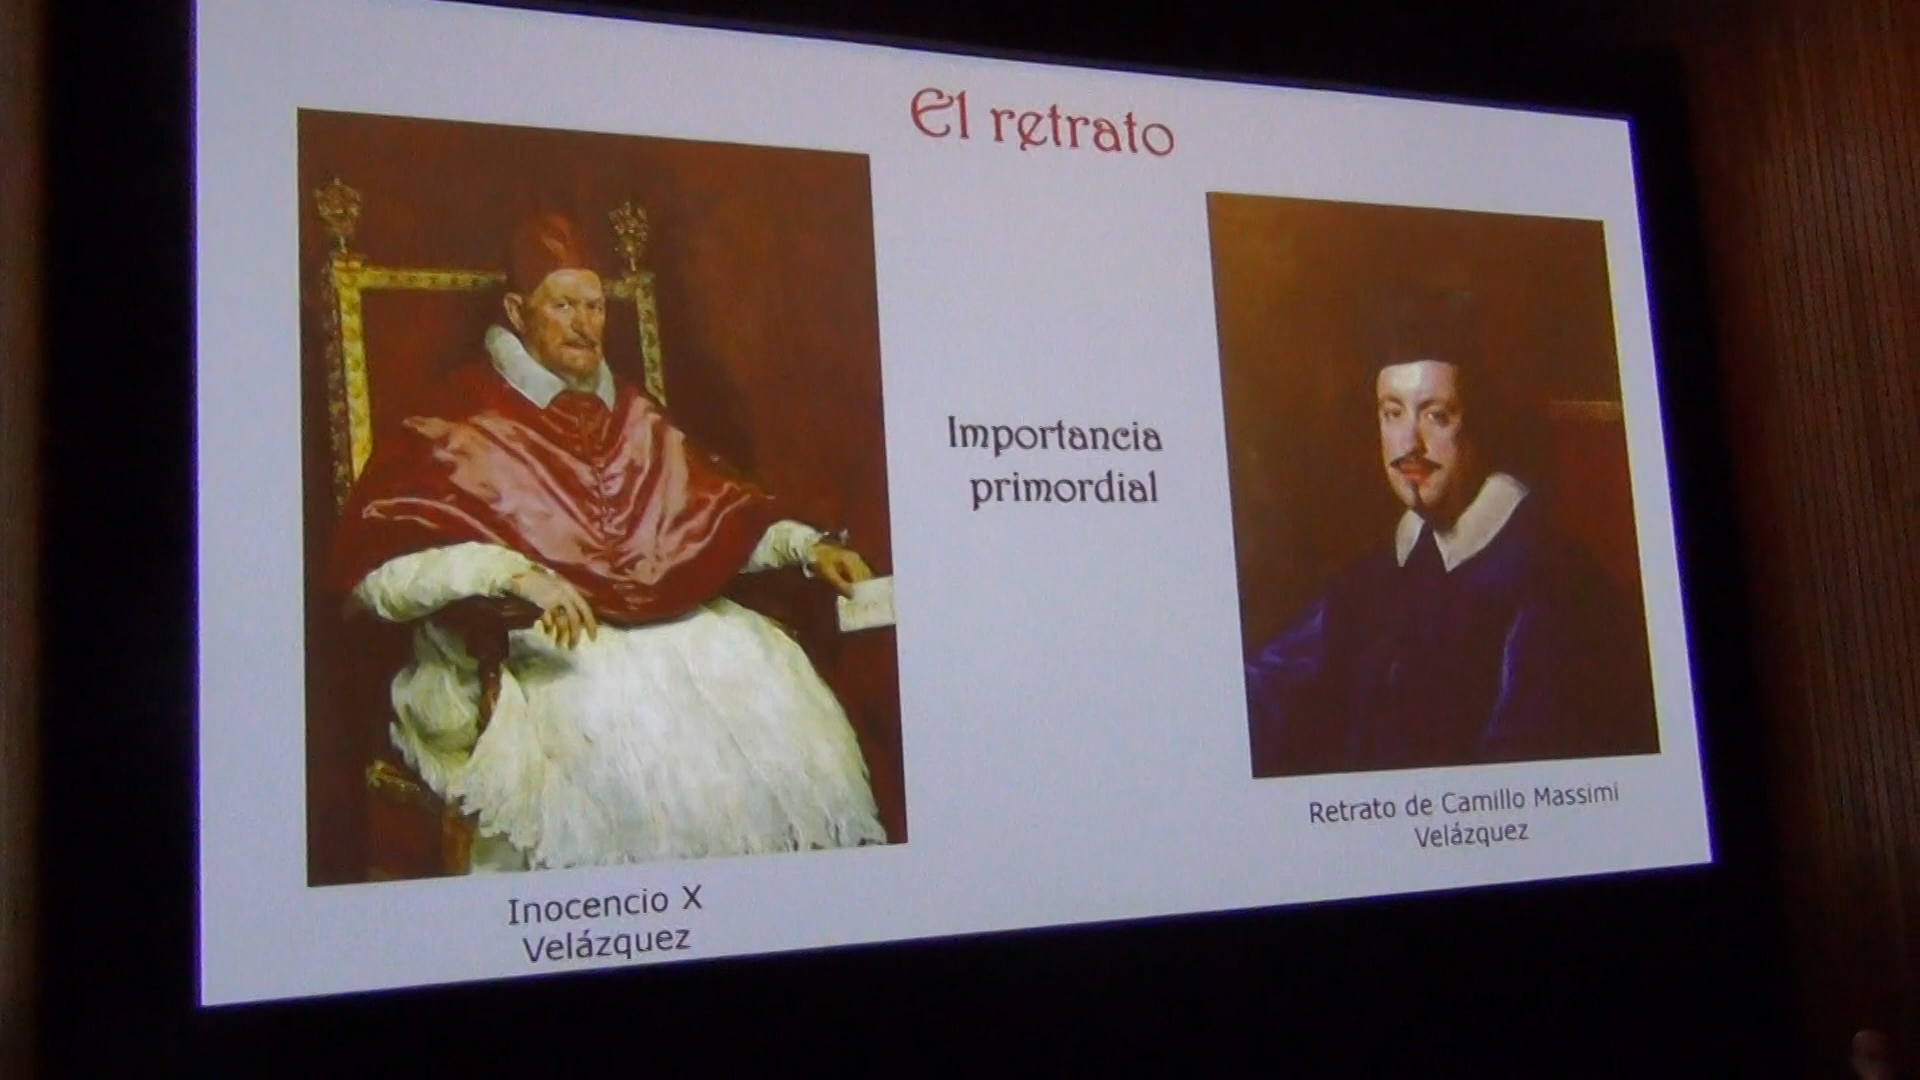 El retrato
Importancia
primordial
Inocencio X
Velázquez
Retrato de Camillo Massimi
Velázquez